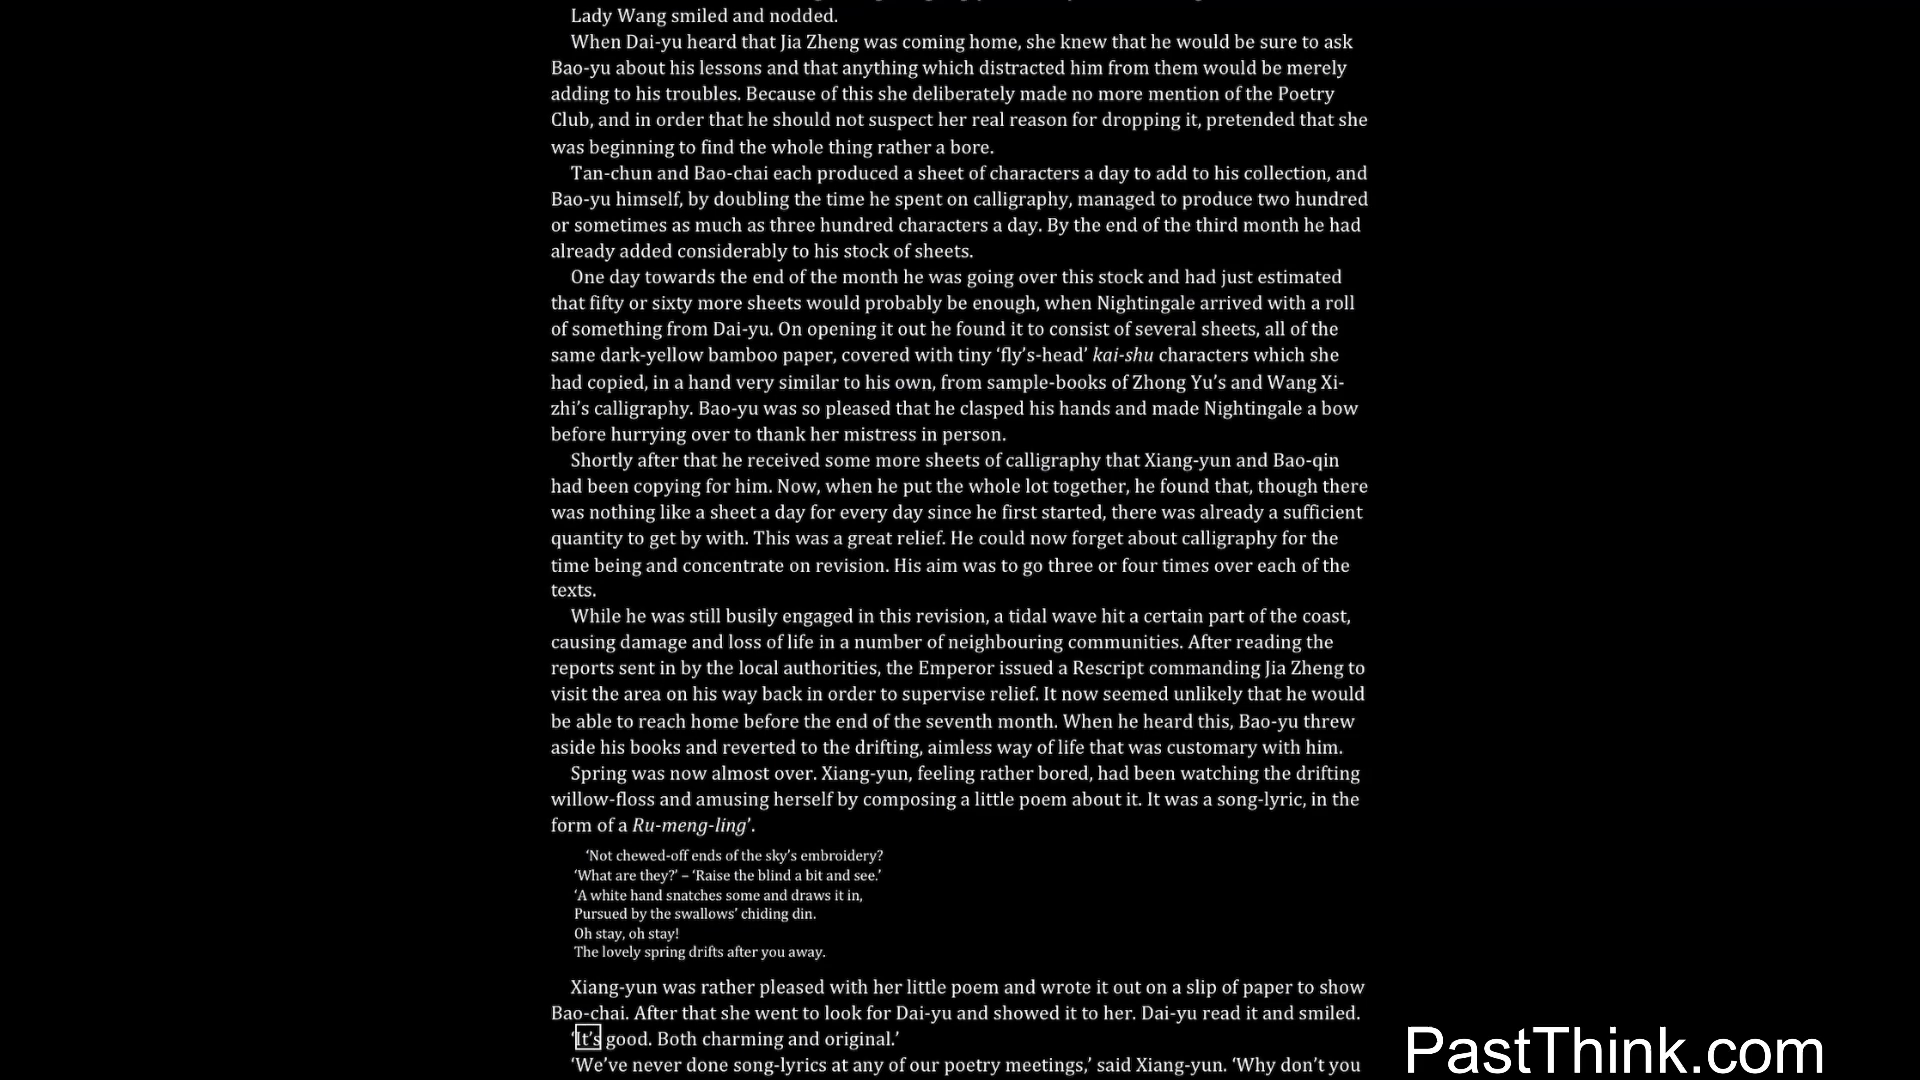 Lady Wang smiled and nodded.
When Dai-yu heard that Jia Zheng was coming home, she knew that he would be sure to ask
Bao-yu about his lessons and that anything which distracted him from them would be merely
adding to his troubles. Because of this she deliberately made no more mention of the Poetry
Club, and in order that he should not suspect her real reason for dropping it, pretended that she
was beginning to find the whole thing rather a bore.
Tan-chun and Bao-chai each produced a sheet of characters a day to add to his collection, and
Bao-yu himself, by doubling the time he spent on calligraphy, managed to produce two hundred
or sometimes as much as three hundred characters a day. By the end of the third month he had
already added considerably to his stock of sheets.
One day towards the end of the month he was going over this stock and had just estimated
that fifty or sixty more sheets would probably be enough, when Nightingale arrived with a roll
of something from Dai-yu. On opening it out he found it to consist of several sheets, all of the
same dark-yellow bamboo paper, covered with tiny ‘fly’s-head’ kai-shu characters which she
had copied, in a hand very similar to his own, from sample-books of Zhong Yu’s and Wang Xi-
zhi’s calligraphy. Bao-yu was so pleased that he clasped his hands and made Nightingale a bow
before hurrying over to thank her mistress in person.
Shortly after that he received some more sheets of calligraphy that Xiang-yun and Bao-qin
had been copying for him. Now, when he put the whole lot together, he found that, though there
was nothing like a sheet a day for every day since he first started, there was already a sufficient
quantity to get by with. This was a great relief. He could now forget about calligraphy for the
time being and concentrate on revision. His aim was to go three or four times over each of the
texts.
While he was still busily engaged in this revision, a tidal wave hit a certain part of the coast,
causing damage and loss of life in a number of neighbouring communities. After reading the
reports sent in by the local authorities, the Emperor issued a Rescript commanding Jia Zheng to
visit the area on his way back in order to supervise relief. It now seemed unlikely that he would
be able to reach home before the end of the seventh month. When he heard this, Bao-yu threw
aside his books and reverted to the drifting, aimless way of life that was customary with him.
Spring was now almost over. Xiang-yun, feeling rather bored, had been watching the drifting
willow-floss and amusing herself by composing a little poem about it. It was a song-lyric, in the
form of a Ru-meng-ling’.
‘Not chewed-off ends of the sky’s embroidery?
‘What are they?’ – ‘Raise the blind a bit and see.’
‘A white hand snatches some and draws it in,
Pursued by the swallows’ chiding din.
Oh stay, oh stay!
The lovely spring drifts after you away.
Xiang-yun was rather pleased with her little poem and wrote it out on a slip of paper to show
Bao-chai. After that she went to look for Dai-yu and showed it to her. Dai-yu read it and smiled.
‘It’s good. Both charming and original.’
‘We’ve never done song-lyrics at any of our poetry meetings,’ said Xiang-yun. ‘Why don’t you
PastThink.com